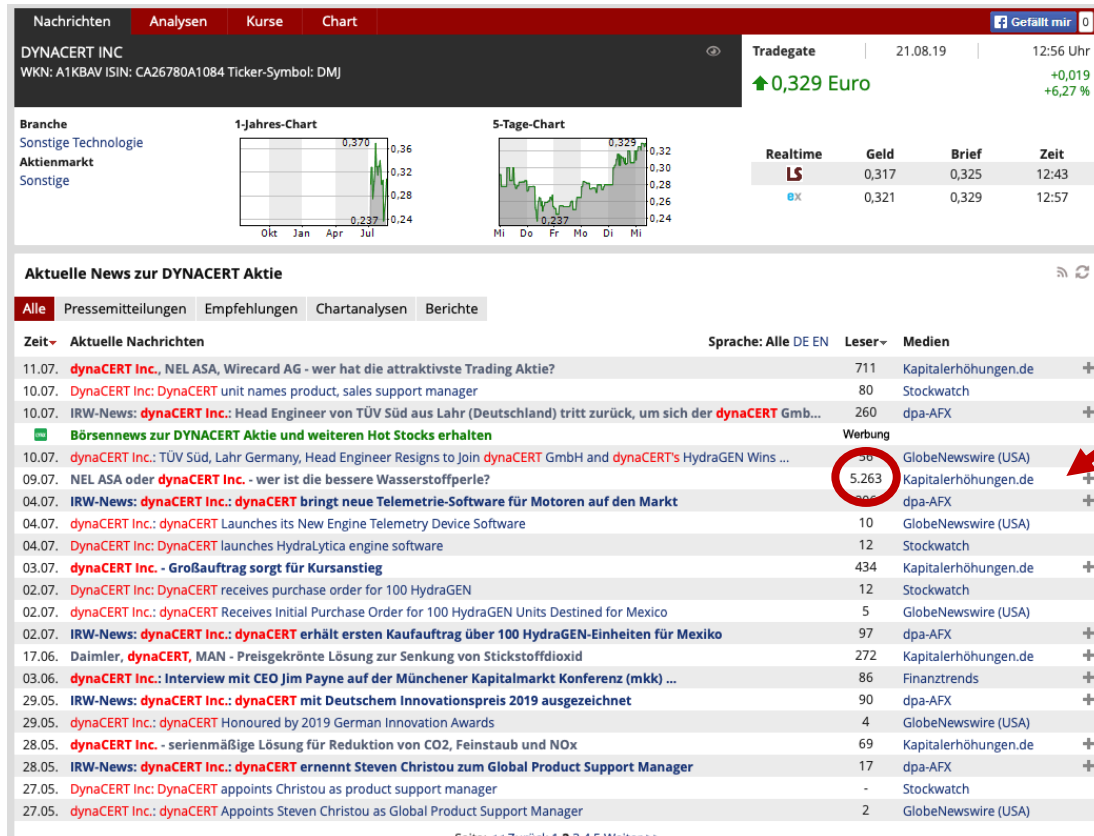 Nachrichten Analysen Kurse Chart Gefällt mir 0
DYNACERT INC
WKN: A1KBAV ISIN: CA26780A1084 Ticker-Symbol: DMJ
Tradegate 21.08.19 12:56 Uhr
0,329 Euro +0,019
+6,27 %
Branche
Sonstige Technologie
Aktienmarkt
Sonstige
1-Jahres-Chart
0,370
0,36
0,32
0,28
0,237 0,24
Okt Jan Apr Jul
5-Tage-Chart
0,329
0,32
0,30
0,28
0,26
0,237 0,24
Mi Do Fr Mo Di Mi
Realtime Geld Brief Zeit
LS 0,317 0,325 12:43
ex 0,321 0,329 12:57
Aktuelle News zur DYNACERT Aktie
Alle Pressemitteilungen Empfehlungen Chartanalysen Berichte
Zeit Aktuelle Nachrichten Sprache: Alle DE EN Leser Medien
11.07. dynaCERT Inc., NEL ASA, Wirecard AG - wer hat die attraktivste Trading Aktie? 711 Kapitalerhöhungen.de
10.07. DynaCERT Inc: DynaCERT unit names product, sales support manager 80 Stockwatch
10.07. IRW-News: dynaCERT Inc.: Head Engineer von TÜV Süd aus Lahr (Deutschland) tritt zurück, um sich der dynaCERT Gmb... 260 dpa-AFX
Börsennews zur DYNACERT Aktie und weiteren Hot Stocks erhalten Werbung
10.07. dynaCERT Inc.: TÜV Süd, Lahr Germany, Head Engineer Resigns to Join dynaCERT GmbH and dynaCERT's HydraGEN Wins ... GlobeNewswire (USA)
09.07. NEL ASA oder dynaCERT Inc. - wer ist die bessere Wasserstoffperle? 5.263 Kapitalerhöhungen.de
04.07. IRW-News: dynaCERT Inc.: dynaCERT bringt neue Telemetrie-Software für Motoren auf den Markt dpa-AFX
04.07. dynaCERT Inc.: dynaCERT Launches its New Engine Telemetry Device Software 10 GlobeNewswire (USA)
04.07. DynaCERT Inc: DynaCERT launches HydraLytica engine software 12 Stockwatch
03.07. dynaCERT Inc. - Großauftrag sorgt für Kursanstieg 434 Kapitalerhöhungen.de
02.07. DynaCERT Inc: DynaCERT receives purchase order for 100 HydraGEN 12 Stockwatch
02.07. dynaCERT Inc.: dynaCERT Receives Initial Purchase Order for 100 HydraGEN Units Destined for Mexico 5 GlobeNewswire (USA)
02.07. IRW-News: dynaCERT Inc.: dynaCERT erhält ersten Kaufauftrag über 100 HydraGEN-Einheiten für Mexiko 97 dpa-AFX
17.06. Daimler, dynaCERT, MAN - Preisgekrönte Lösung zur Senkung von Stickstoffdioxid 272 Kapitalerhöhungen.de
03.06. dynaCERT Inc.: Interview mit CEO Jim Payne auf der Münchener Kapitalmarkt Konferenz (mkk) ... 86 Finanztrends
29.05. IRW-News: dynaCERT Inc.: dynaCERT mit Deutschem Innovationspreis 2019 ausgezeichnet 90 dpa-AFX
29.05. dynaCERT Inc.: dynaCERT Honoured by 2019 German Innovation Awards 4 GlobeNewswire (USA)
28.05. dynaCERT Inc. - serienmäßige Lösung für Reduktion von CO2, Feinstaub und NOx 69 Kapitalerhöhungen.de
28.05. IRW-News: dynaCERT Inc.: dynaCERT ernennt Steven Christou zum Global Product Support Manager 17 dpa-AFX
27.05. DynaCERT Inc: DynaCERT appoints Christou as product support manager - Stockwatch
27.05. dynaCERT Inc.: dynaCERT Appoints Steven Christou as Global Product Support Manager 2 GlobeNewswire (USA)